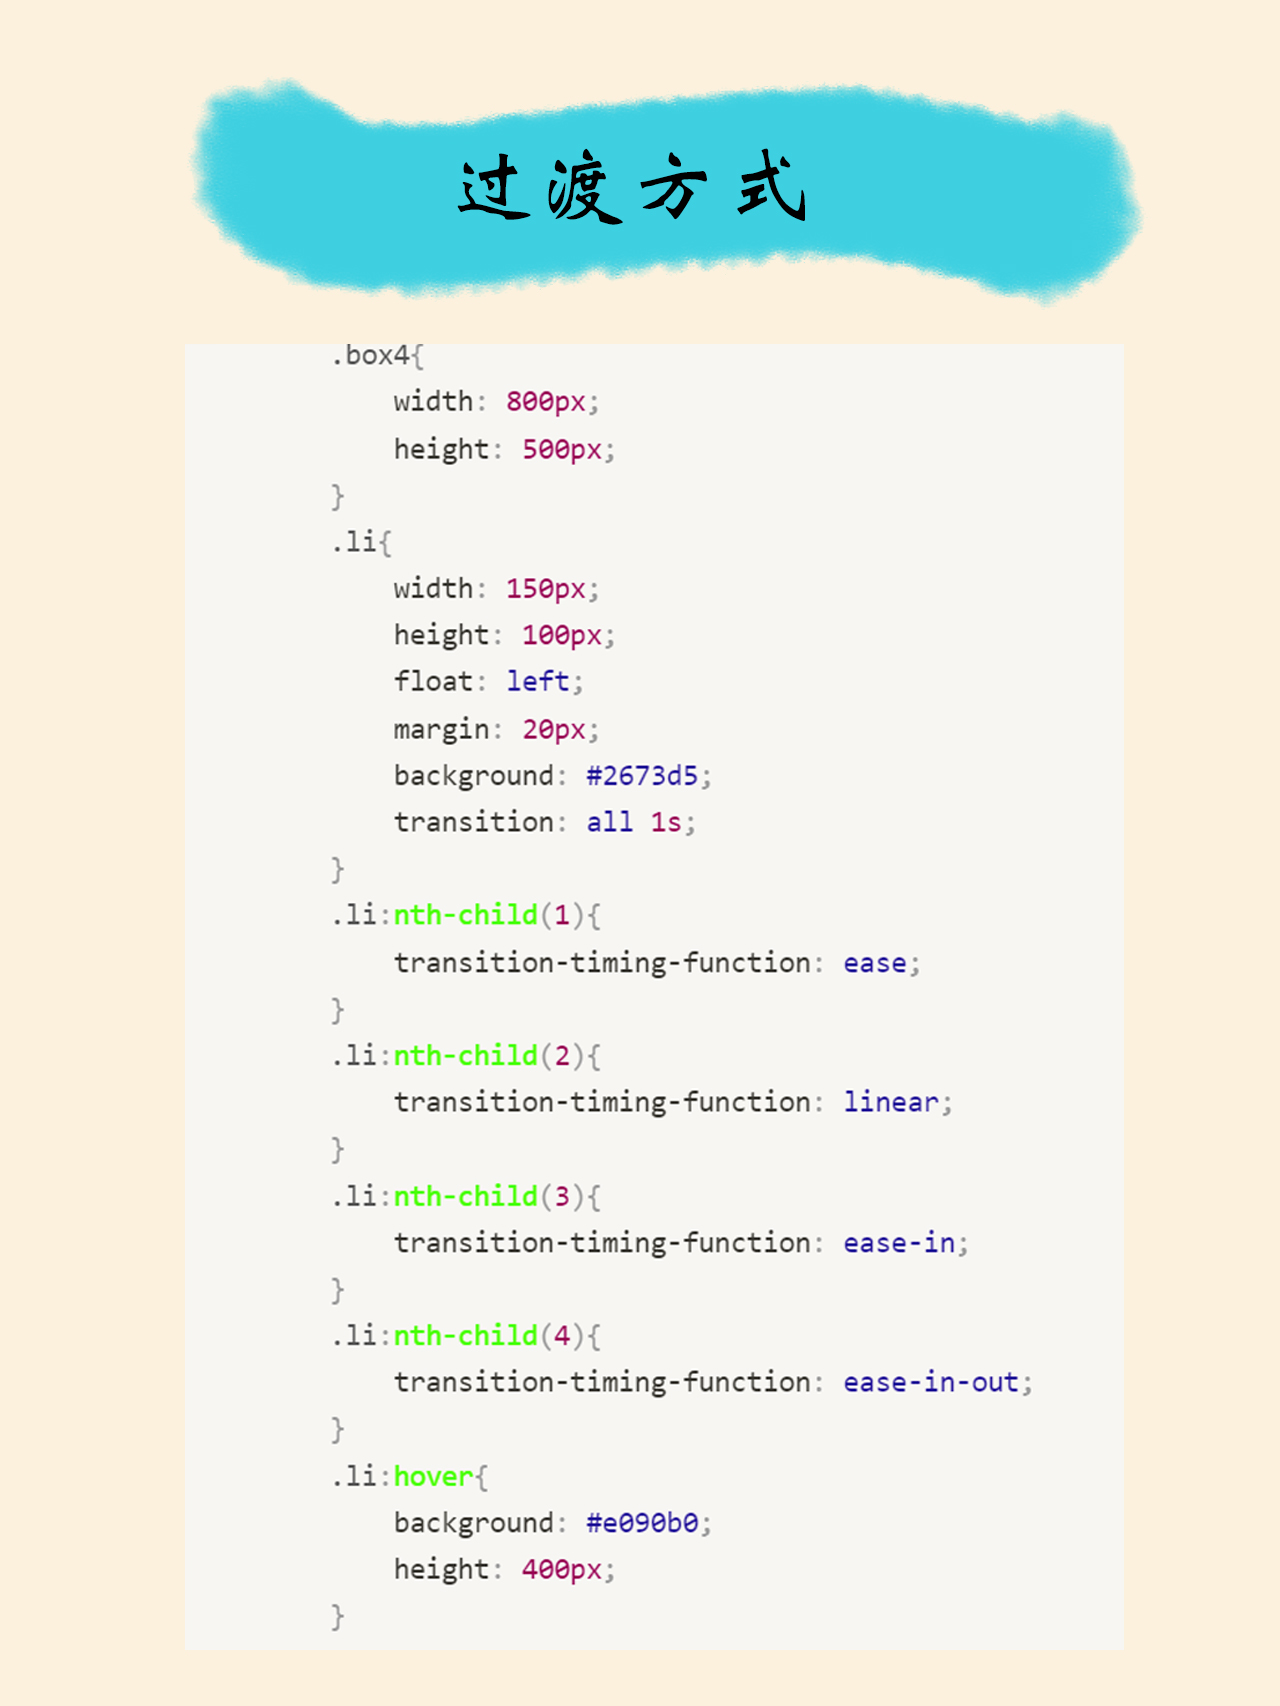 过渡方式
.box4{
    width: 800px;
    height: 500px;
}
.li{
    width: 150px;
    height: 100px;
    float: left;
    margin: 20px;
    background: #2673d5;
    transition: all 1s;
}
.li:nth-child(1){
    transition-timing-function: ease;
}
.li:nth-child(2){
    transition-timing-function: linear;
}
.li:nth-child(3){
    transition-timing-function: ease-in;
}
.li:nth-child(4){
    transition-timing-function: ease-in-out;
}
.li:hover{
    background: #e090b0;
    height: 400px;
}